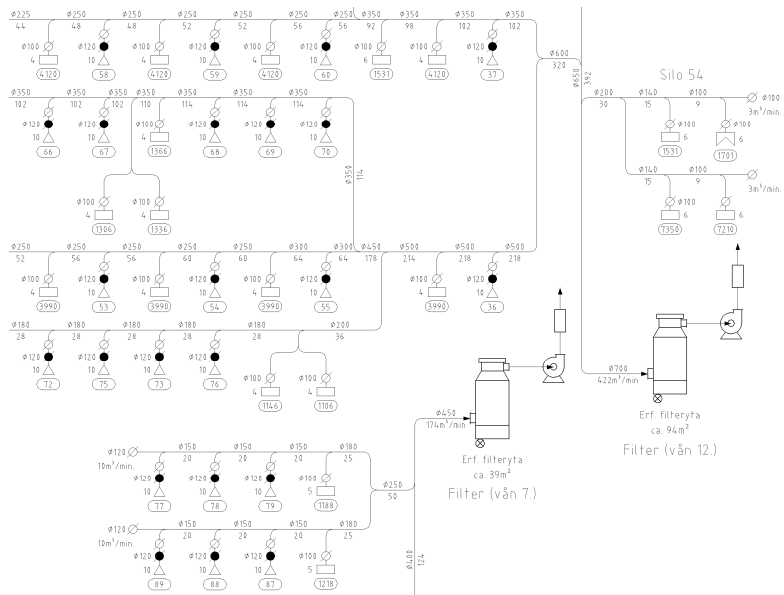 ø225 ø250 ø250 ø250 ø250 ø250 ø250 ø350 ø350 ø350 ø350
44 48 48 52 52 56 56 92 98 102 102
ø100 ø120 ø100 ø120 ø100 ø120 ø100 ø100 ø120
4 10 4 10 4 10 6 4 10
4120 58 4120 59 4120 60 1531 4120 37
ø600
320
ø650
392
Silo 54
ø200 ø140 ø100 ø100
30 15 9 3m³/min.
ø100 ø100
6 6
1531 1701
ø140 ø100 ø100
15 9 3m³/min.
ø100 ø100
6 6
7350 7210
ø350 ø350 ø350 ø350 ø350 ø350 ø350
102 102 102 110 114 114 114
ø120 ø120 ø100 ø120 ø120 ø120
10 10 4 10 10 10
66 67 1366 68 69 70
ø350
114
ø100 ø100
4 4
1306 1336
ø250 ø250 ø250 ø250 ø250 ø300 ø300 ø450 ø500 ø500 ø500
52 56 56 60 60 64 64 178 214 218 218
ø100 ø120 ø100 ø120 ø100 ø120 ø100 ø120
4 10 4 10 4 10 4 10
3990 53 3990 54 3990 55 3990 36
ø180 ø180 ø180 ø180 ø180 ø200
28 28 28 28 28 36
ø120 ø120 ø120 ø120
10 10 10 10
72 75 73 76
ø100 ø100
4 4
1146 1106
ø700
422m³/min
Erf. filteryta
ca. 94m²
Filter (vån 12.)
ø450
174m³/min
Erf. filteryta
ca. 39m²
Filter (vån 7.)
ø120 ø150 ø150 ø150 ø180
10m³/min. 20 20 20 25
ø120 ø120 ø120 ø100
10 10 10 5
77 78 79 1188
ø250
50
ø120 ø150 ø150 ø150 ø180
10m³/min. 20 20 20 25
ø120 ø120 ø120 ø100
10 10 10 5
89 88 87 1218
ø400
124